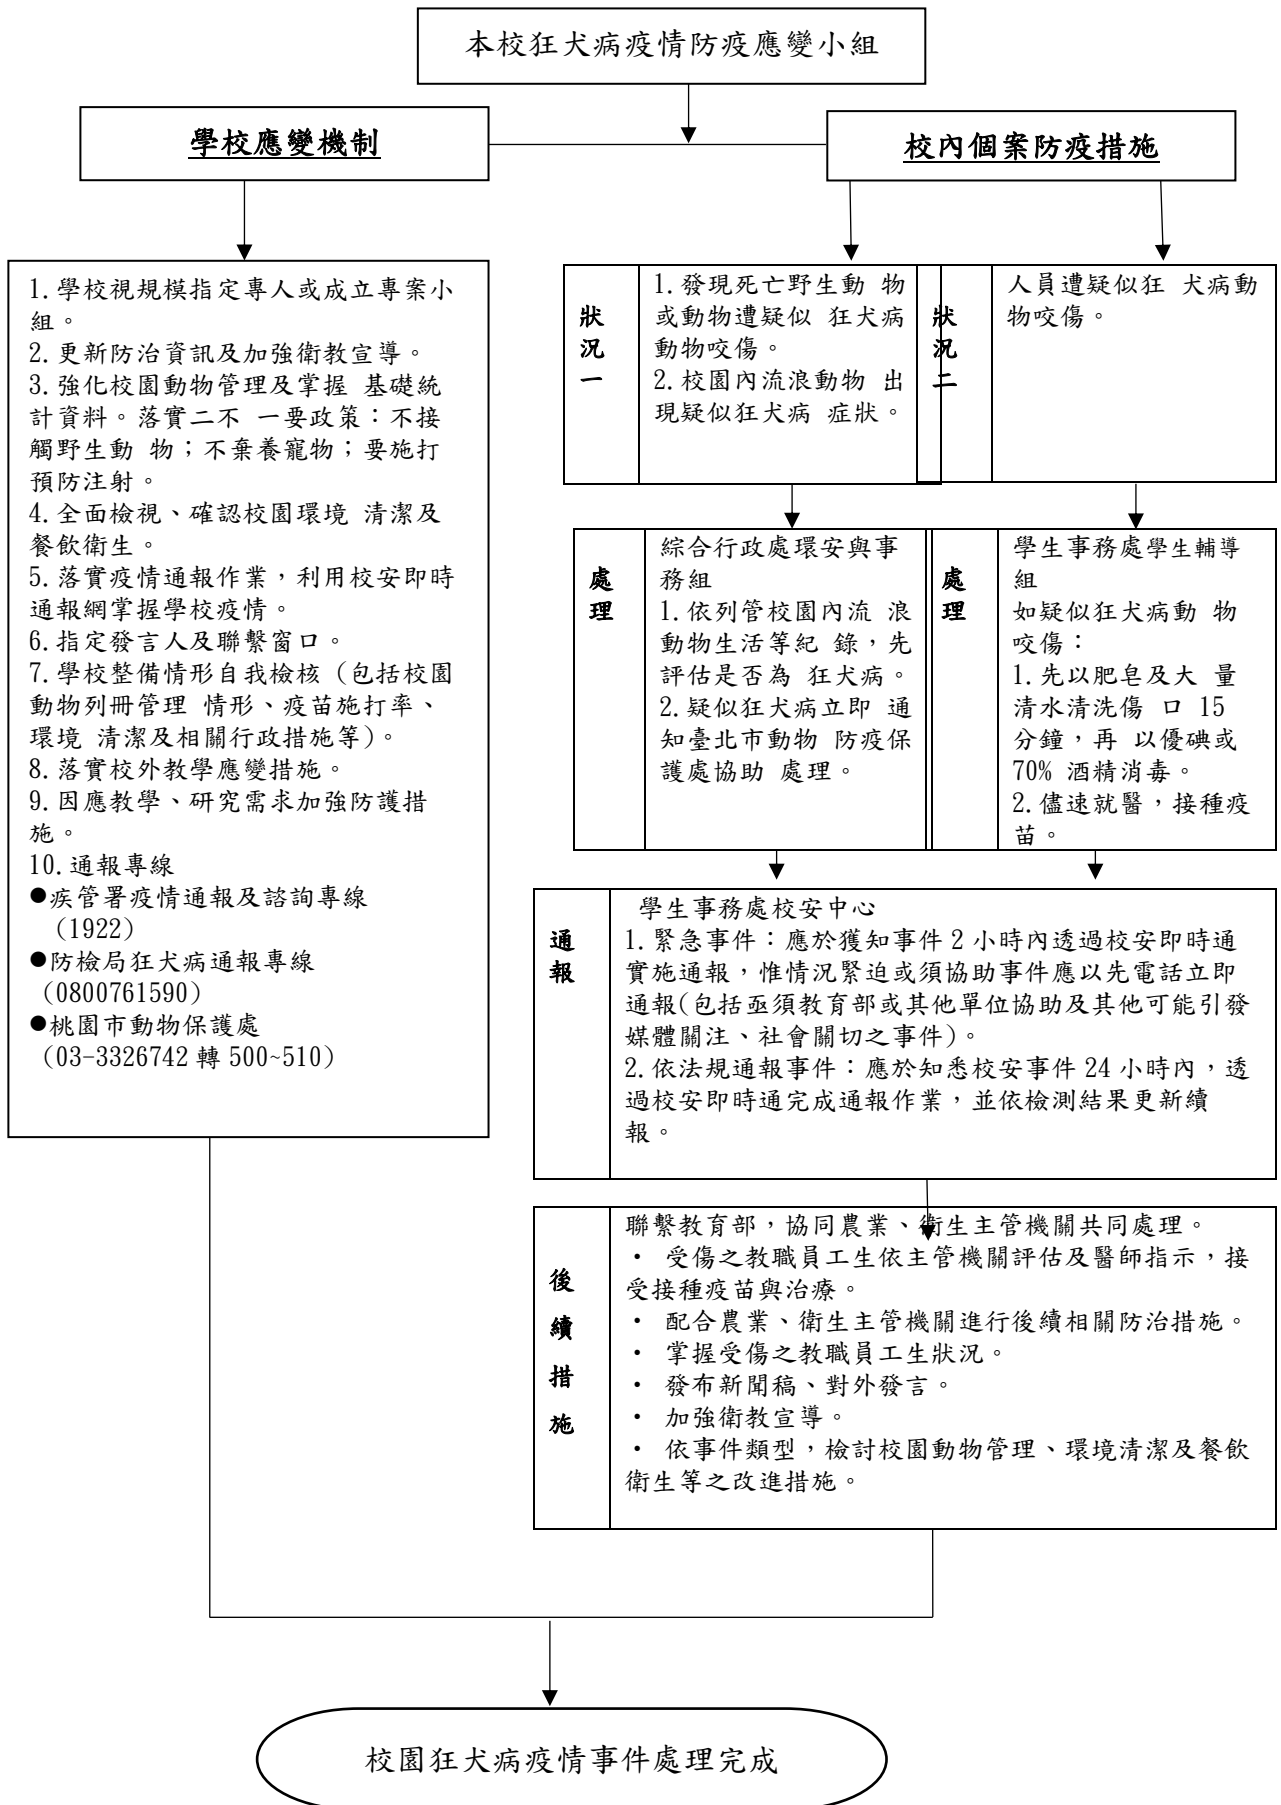 本校狂犬病疫情防疫應變小組
學校應變機制
校內個案防疫措施
1.學校視規模指定專人或成立專案小
組。
2.更新防治資訊及加強衛教宣導。
3.強化校園動物管理及掌握 基礎統
計資料。落實二不 一要政策：不接
觸野生動 物；不棄養寵物；要施打
預防注射。
4.全面檢視、確認校園環境 清潔及
餐飲衛生。
5.落實疫情通報作業，利用校安即時
通報網掌握學校疫情。
6.指定發言人及聯繫窗口。
7.學校整備情形自我檢核 (包括校園
動物列冊管理 情形、疫苗施打率、
環境 清潔及相關行政措施等)。
8.落實校外教學應變措施。
9.因應教學、研究需求加強防護措
施。
10.通報專線
●疾管署疫情通報及諮詢專線
(1922)
●防檢局狂犬病通報專線
(0800761590)
●桃園市動物保護處
(03-3326742 轉 500~510)
狀
況
一
1.發現死亡野生動 物
或動物遭疑似 狂犬病
動物咬傷。
2.校園內流浪動物 出
現疑似狂犬病 症狀。
狀
況
二
人員遭疑似狂 犬病動
物咬傷。
處
理
綜合行政處環安與事
務組
1.依列管校園內流 浪
動物生活等紀 錄，先
評估是否為 狂犬病。
2.疑似狂犬病立即 通
知臺北市動物 防疫保
護處協助 處理。
處
理
學生事務處學生輔導
組
如疑似狂犬病動 物
咬傷：
1.先以肥皂及大 量
清水清洗傷 口 15
分鐘，再 以優碘或
70% 酒精消毒。
2.儘速就醫，接種疫
苗。
通
報
學生事務處校安中心
1.緊急事件：應於獲知事件 2 小時內透過校安即時通
實施通報，惟情況緊迫或須協助事件應以先電話立即
通報(包括亟須教育部或其他單位協助及其他可能引發
媒體關注、社會關切之事件)。
2.依法規通報事件：應於知悉校安事件 24 小時內，透
過校安即時通完成通報作業，並依檢測結果更新續
報。
後
續
措
施
聯繫教育部，協同農業、衛生主管機關共同處理。
• 受傷之教職員工生依主管機關評估及醫師指示，接
受接種疫苗與治療。
• 配合農業、衛生主管機關進行後續相關防治措施。
• 掌握受傷之教職員工生狀況。
• 發布新聞稿、對外發言。
• 加強衛教宣導。
• 依事件類型，檢討校園動物管理、環境清潔及餐飲
衛生等之改進措施。
校園狂犬病疫情事件處理完成